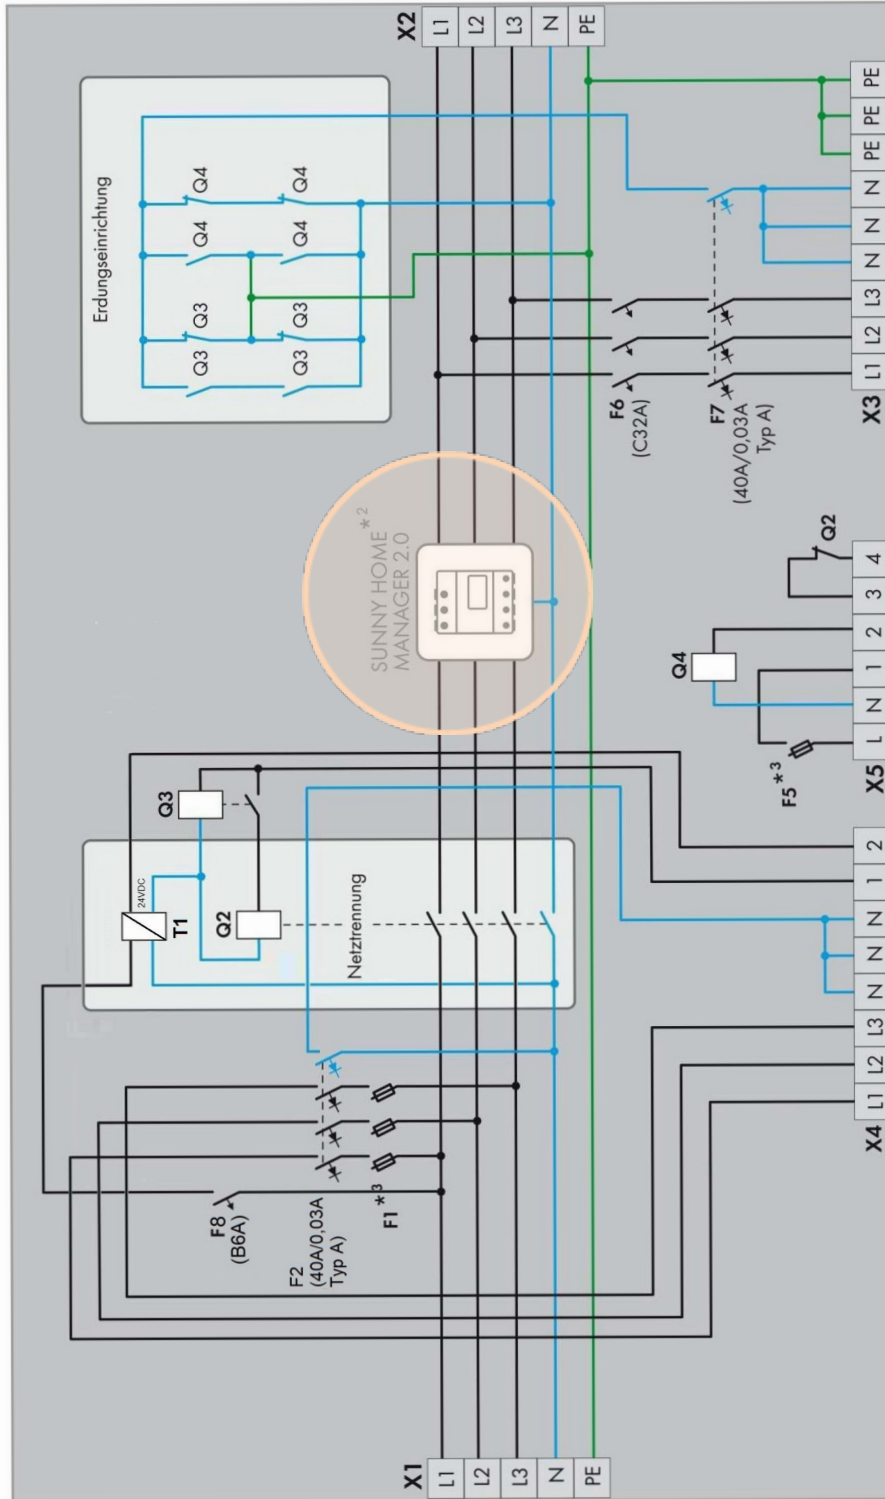 X2
L1
L2
L3
N
PE
Erdungseinrichtung
Q4
Q4
Q4
Q4
Q3
Q3
Q3
Q3
PE
PE
PE
N
N
N
L3
L2
L1
X3
F6
(C32A)
F7
(40A/0,03A
Typ A)
SUNNY HOME*2
MANAGER 2.0
Q2
4
3
2
1
N
L
X5
Q4
F5*3
Q3
24VDC
T1
Q2
Netztrennung
2
1
N
N
N
L3
L2
L1
X4
F8
(B6A)
F2
(40A/0,03A
Typ A)
F1*3
X1
L1
L2
L3
N
PE